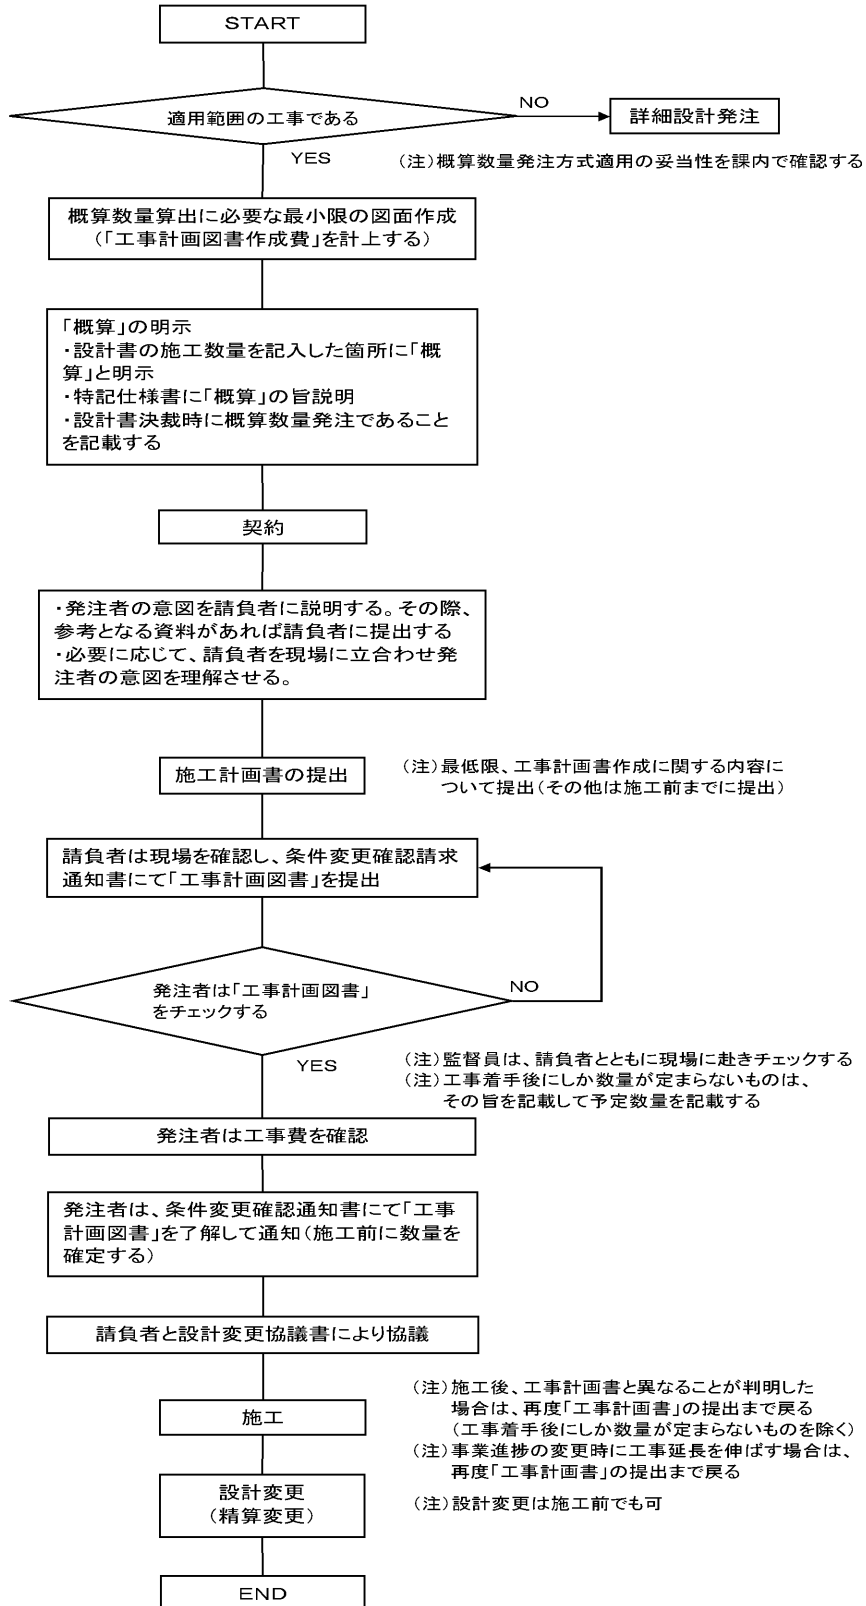 START
適用範囲の工事である
NO
詳細設計発注
YES
（注）概算数量発注方式適用の妥当性を課内で確認する
概算数量算出に必要な最小限の図面作成
（「工事計画図書作成費」を計上する）
「概算」の明示
・設計書の施工数量を記入した箇所に「概
算」と明示
・特記仕様書に「概算」の旨説明
・設計書決裁時に概算数量発注であること
を記載する
契約
・発注者の意図を請負者に説明する。その際、
参考となる資料があれば請負者に提出する
・必要に応じて、請負者を現場に立合わせ発
注者の意図を理解させる。
施工計画書の提出
（注）最低限、工事計画書作成に関する内容に
ついて提出（その他は施工前までに提出）
請負者は現場を確認し、条件変更確認請求
通知書にて「工事計画図書」を提出
発注者は「工事計画図書」
をチェックする
NO
YES
（注）監督員は、請負者とともに現場に赴きチェックする
（注）工事着手後にしか数量が定まらないものは、
その旨を記載して予定数量を記載する
発注者は工事費を確認
発注者は、条件変更確認通知書にて「工事
計画図書」を了解して通知（施工前に数量を
確定する）
請負者と設計変更協議書により協議
施工
（注）施工後、工事計画書と異なることが判明した
場合は、再度「工事計画書」の提出まで戻る
（工事着手後にしか数量が定まらないものを除く）
（注）事業進捗の変更時に工事延長を伸ばす場合は、
再度「工事計画書」の提出まで戻る
設計変更
（精算変更）
（注）設計変更は施工前でも可
END